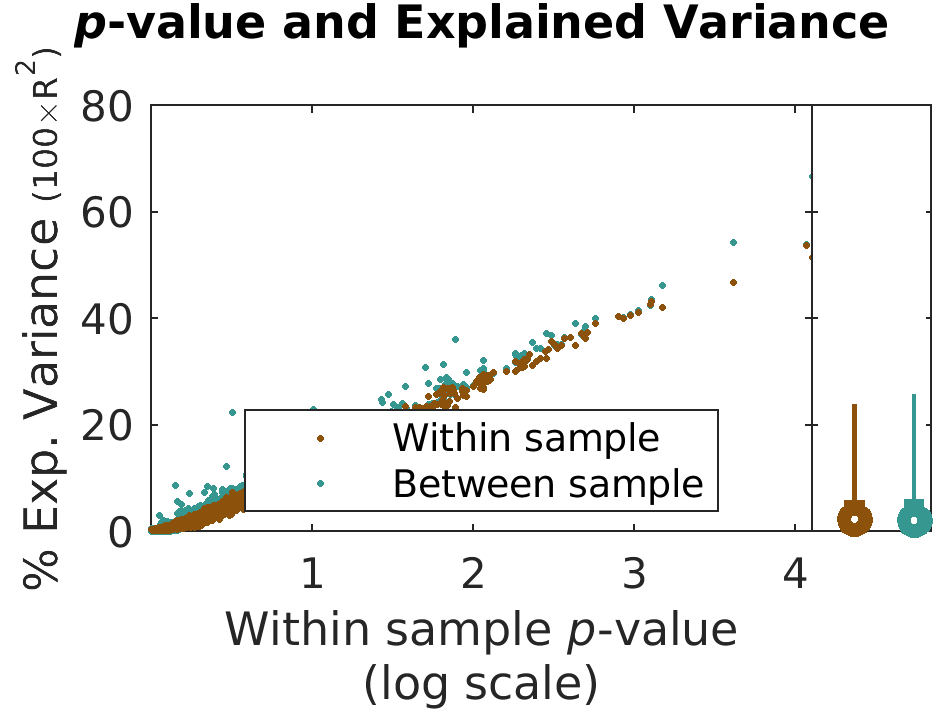 p-value and Explained Variance
% Exp. Variance (100×R²)
80
60
40
20
0
Within sample
Between sample
1 2 3 4
Within sample p-value
(log scale)